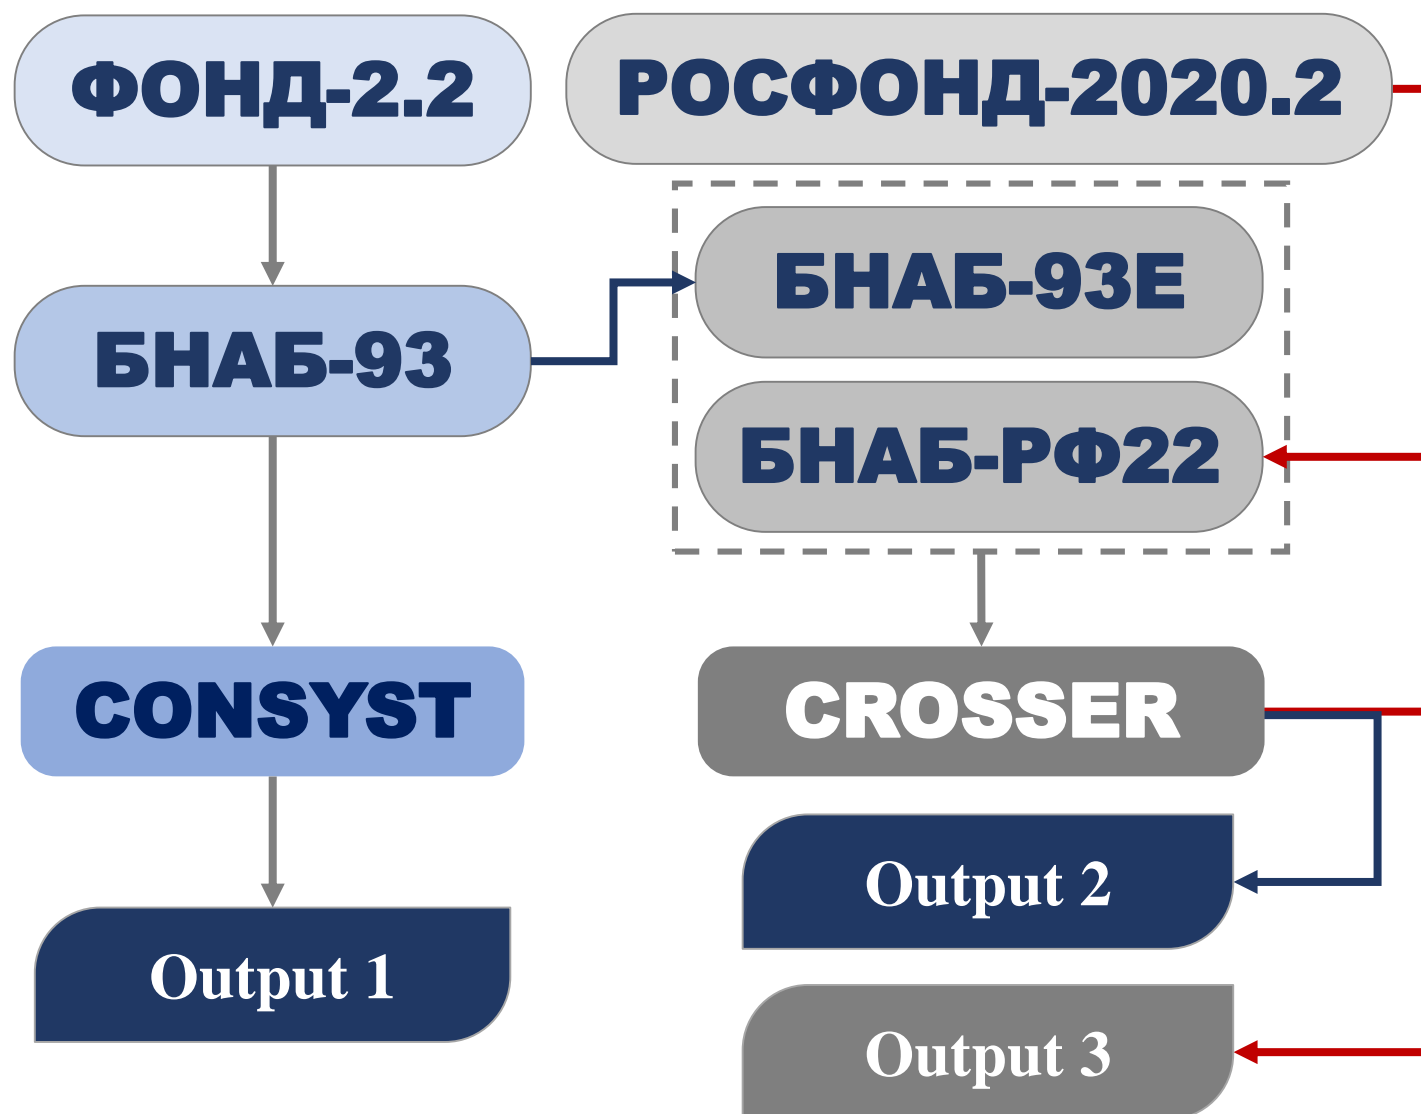 ФОНД-2.2
РОСФОНД-2020.2
БНАБ-93
БНАБ-93Е
БНАБ-РФ22
CONSYST
CROSSER
Output 1
Output 2
Output 3